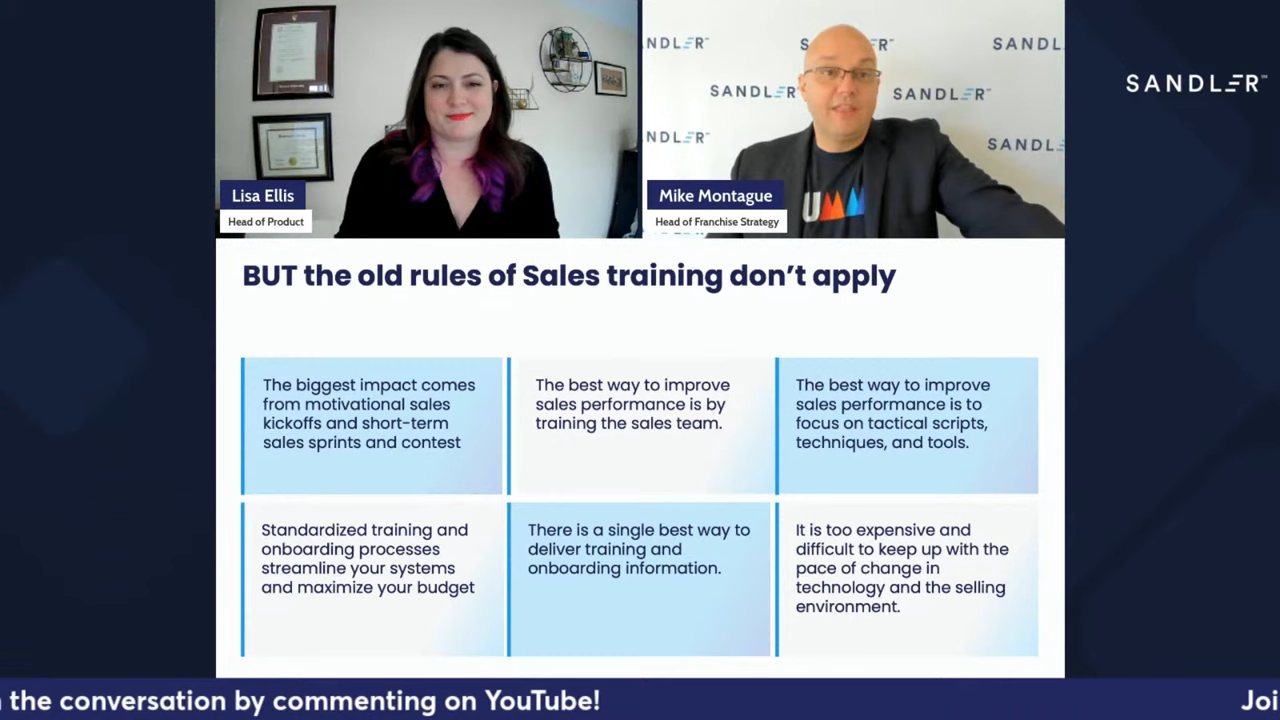 SANDLER
SANDLER
SANDLER
SANDLER
Lisa Ellis
Head of Product
Mike Montague
Head of Franchise Strategy
BUT the old rules of Sales training don’t apply
The biggest impact comes
from motivational sales
kickoffs and short-term
sales sprints and contest
The best way to improve
sales performance is by
training the sales team.
The best way to improve
sales performance is to
focus on tactical scripts,
techniques, and tools.
Standardized training and
onboarding processes
streamline your systems
and maximize your budget
There is a single best way to
deliver training and
onboarding information.
It is too expensive and
difficult to keep up with the
pace of change in
technology and the selling
environment.
the conversation by commenting on YouTube!
Joi